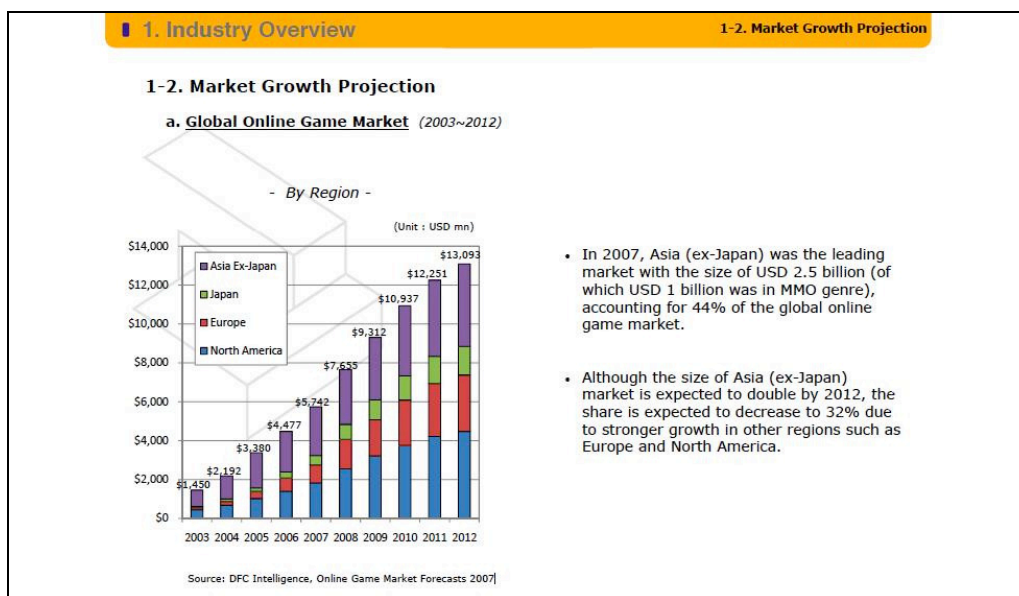 1. Industry Overview
1-2. Market Growth Projection
1-2. Market Growth Projection
a. Global Online Game Market (2003~2012)
- By Region -
(Unit : USD mn)
$14,000
$12,000
$10,000
$8,000
$6,000
$4,000
$2,000
$0
Asia Ex-Japan
Japan
Europe
North America
$1,450
$2,192
$3,380
$4,477
$5,742
$7,655
$9,312
$10,937
$12,251
$13,093
2003 2004 2005 2006 2007 2008 2009 2010 2011 2012
Source: DFC Intelligence, Online Game Market Forecasts 2007
• In 2007, Asia (ex-Japan) was the leading
market with the size of USD 2.5 billion (of
which USD 1 billion was in MMO genre),
accounting for 44% of the global online
game market.
• Although the size of Asia (ex-Japan)
market is expected to double by 2012, the
share is expected to decrease to 32% due
to stronger growth in other regions such as
Europe and North America.